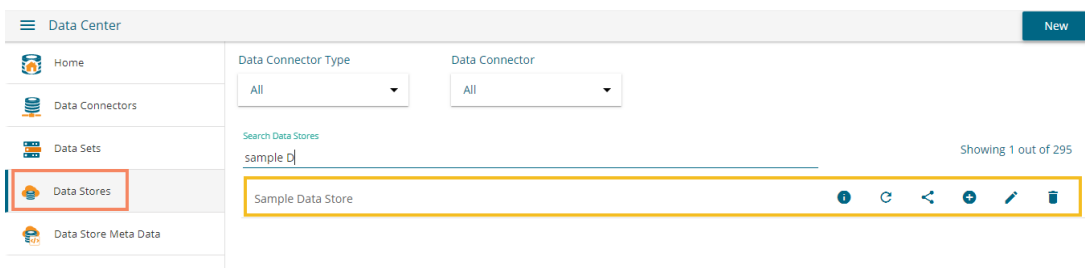 Data Center
New
Home
Data Connectors
Data Sets
Data Stores
Data Store Meta Data
Data Connector Type
Data Connector
All
All
Search Data Stores
sample D
Showing 1 out of 295
Sample Data Store